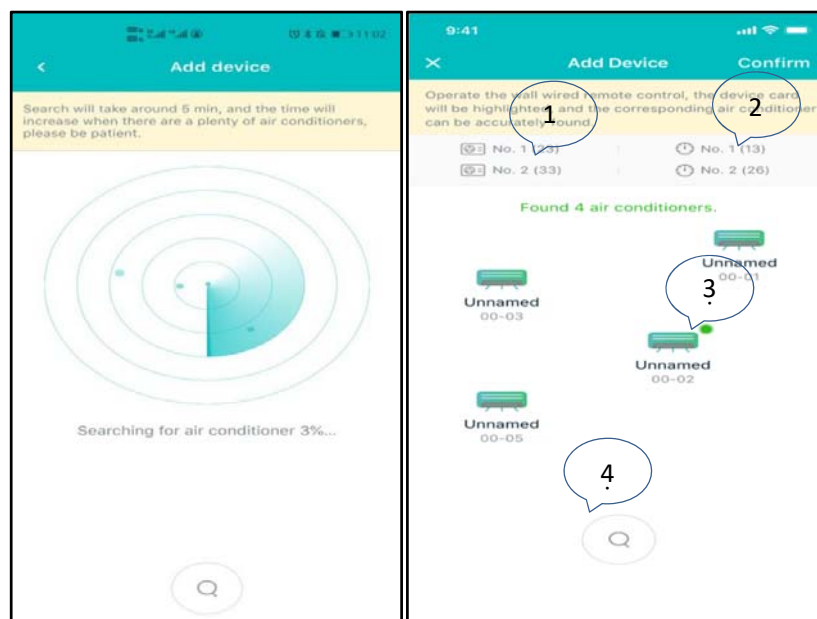 11:02
Add device
Search will take around 5 min, and the time will
increase when there are a plenty of air conditioners,
please be patient.
Searching for air conditioner 3%...
9:41
Add Device
Confirm
Operate the wall wired remote control, the device card
will be highlighted and the corresponding air conditioner
can be accurately found.
1
2
No. 1 (23)
No. 1 (13)
No. 2 (33)
No. 2 (26)
Found 4 air conditioners.
Unnamed
00-01
3.
Unnamed
00-03
Unnamed
00-02
Unnamed
00-05
4.